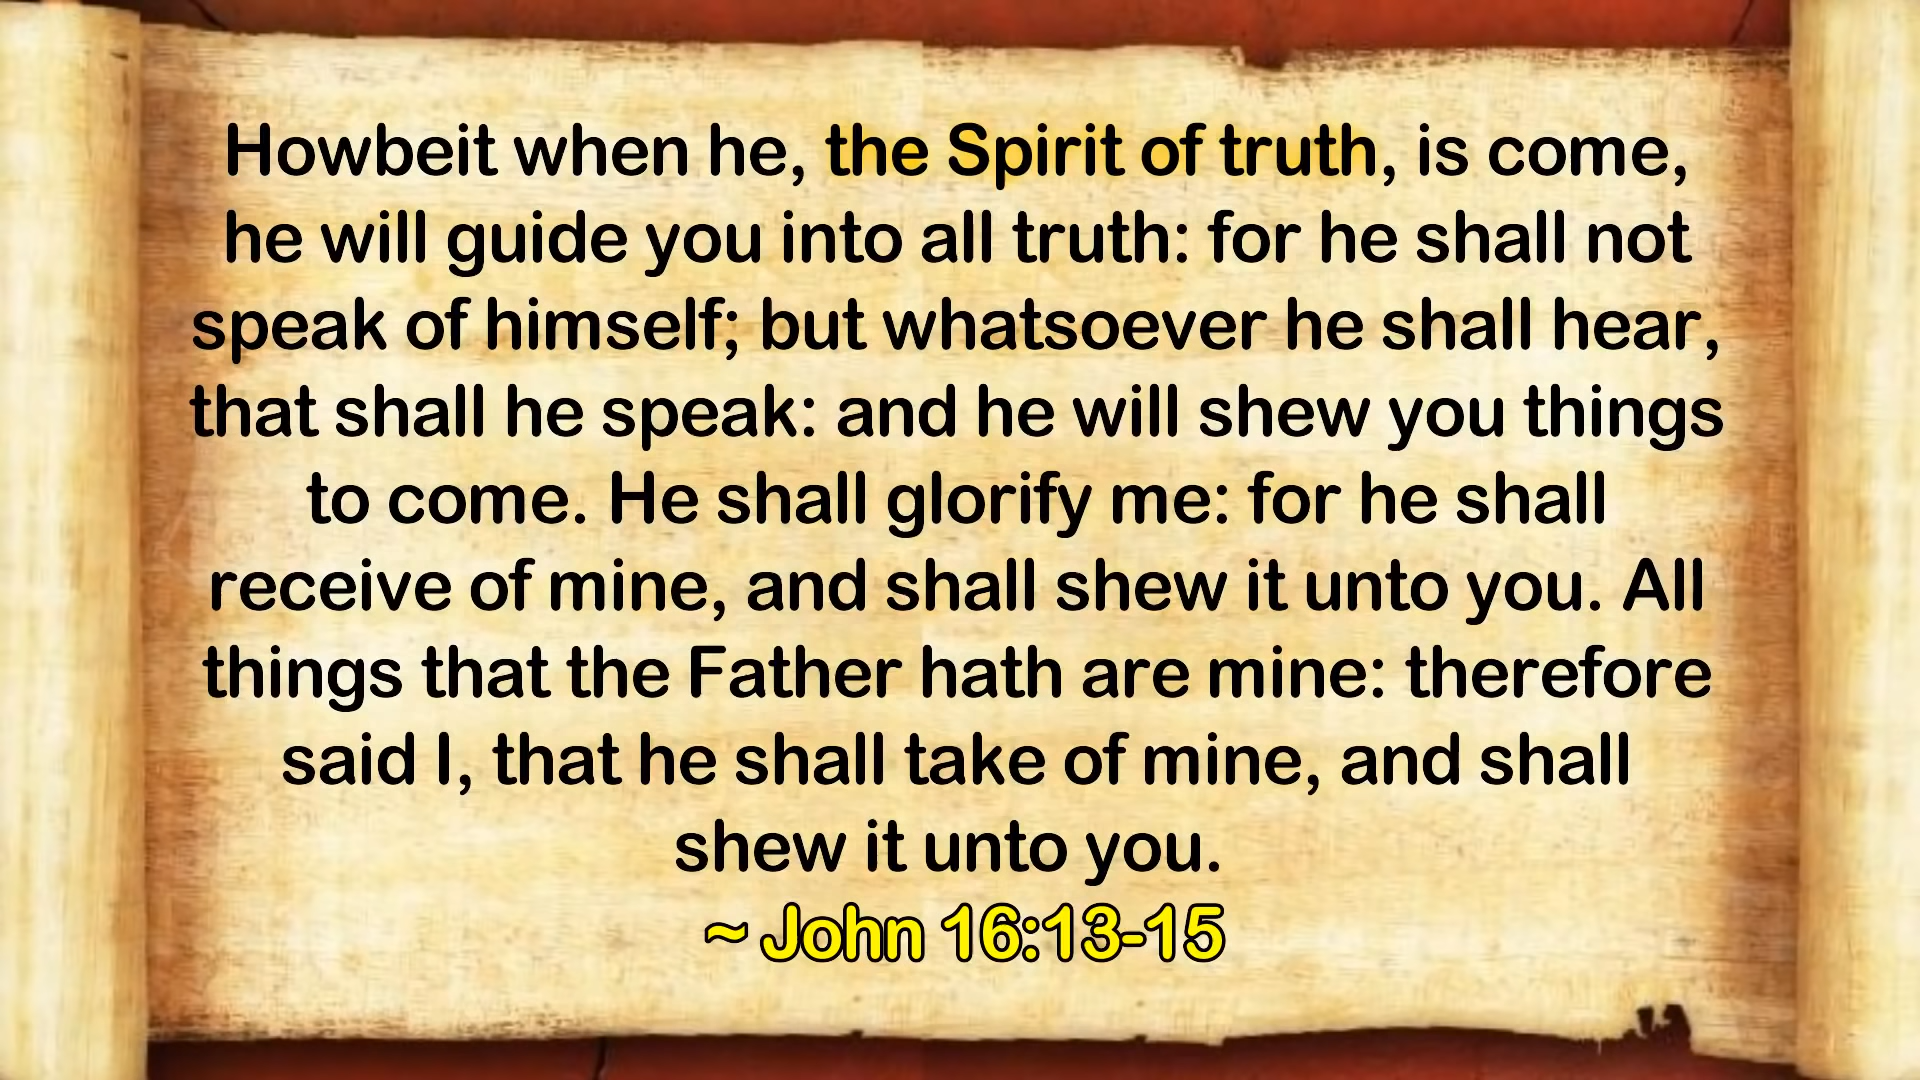 Howbeit when he, the Spirit of truth, is come,
he will guide you into all truth: for he shall not
speak of himself; but whatsoever he shall hear,
that shall he speak: and he will shew you things
to come. He shall glorify me: for he shall
receive of mine, and shall shew it unto you. All
things that the Father hath are mine: therefore
said I, that he shall take of mine, and shall
shew it unto you.
~ John 16:13-15